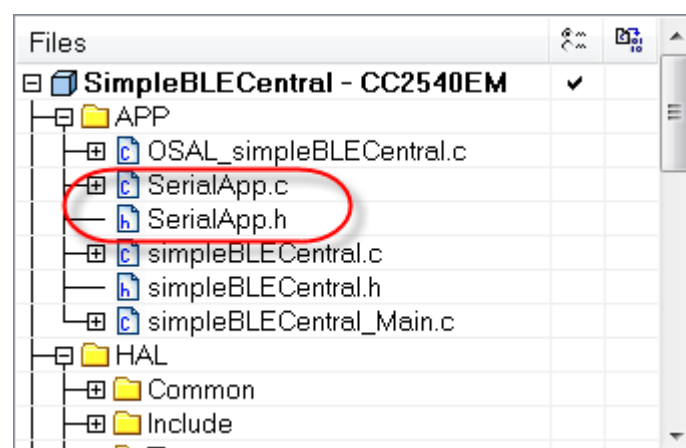 Files
SimpleBLECentral - CC2540EM
APP
OSAL_simpleBLECentral.c
SerialApp.c
SerialApp.h
simpleBLECentral.c
simpleBLECentral.h
simpleBLECentral_Main.c
HAL
Common
Include